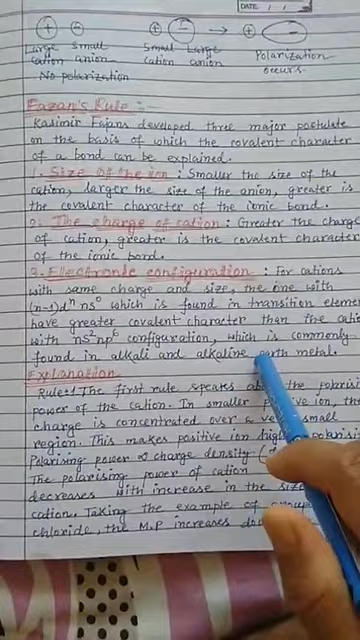 DATE
+ - + - → + -
Large Small Small Large Polarization
cation anion cation anion occurs.
No polarization
Fazan's Rule:-
Kasimir Fajans developed three major postulate
on the basis of which the covalent character
of a bond can be explained.
1. Size of the ion : Smaller the size of the
cation, larger the size of the anion, greater is
the covalent character of the ionic bond.
2. The charge of cation : Greater the charge
of cation, greater is the covalent character
of the ionic bond.
3. Electronic configuration : For cations
with same charge and size, the one with
(n-1)dⁿ ns⁰ which is found in transition eleme
have greater covalent character than the catio
with ns² np⁶ configuration, which is commonly
found in alkali and alkaline earth metal.
Explanation
Rule:1 The first rule speaks the polaris
power of the cation. In smaller the
charge is concentrated over a small
region. This makes positive ion polaris
Polarising power ∝ charge density
The polarising power of cation
decreases with increase in the size
cation. Taking the example of
chloride, the M.P increases